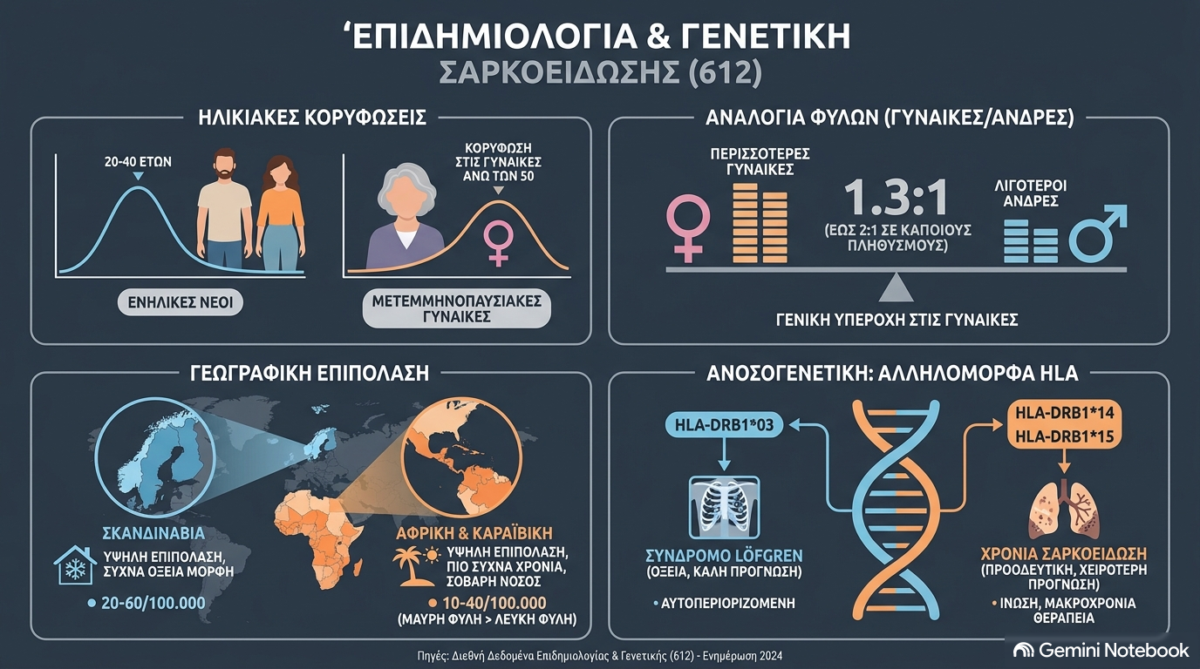 ‘ΕΠΙΔΗΜΙΟΛΟΓΙΑ & ΓΕΝΕΤΙΚΗ
ΣΑΡΚΟΕΙΔΩΣΗΣ (612)
ΗΛΙΚΙΑΚΕΣ ΚΟΡΥΦΩΣΕΙΣ
20-40 ΕΤΩΝ
ΕΝΗΛΙΚΕΣ ΝΕΟΙ
ΚΟΡΥΦΩΣΗ
ΣΤΙΣ ΓΥΝΑΙΚΕΣ
ΑΝΩ ΤΩΝ 50
ΜΕΤΕΜΜΗΝΟΠΑΥΣΙΑΚΕΣ
ΓΥΝΑΙΚΕΣ
ΑΝΑΛΟΓΙΑ ΦΥΛΩΝ (ΓΥΝΑΙΚΕΣ/ΑΝΔΡΕΣ)
ΠΕΡΙΣΣΟΤΕΡΕΣ
ΓΥΝΑΙΚΕΣ
1.3:1
(ΕΩΣ 2:1 ΣΕ ΚΑΠΟΙΟΥΣ
ΠΛΗΘΥΣΜΟΥΣ)
ΛΙΓΟΤΕΡΟΙ
ΑΝΔΡΕΣ
ΓΕΝΙΚΗ ΥΠΕΡΟΧΗ ΣΤΙΣ ΓΥΝΑΙΚΕΣ
ΓΕΩΓΡΑΦΙΚΗ ΕΠΙΠΟΛΑΣΗ
ΣΚΑΝΔΙΝΑΒΙΑ
ΥΨΗΛΗ ΕΠΙΠΟΛΑΣΗ,
ΣΥΧΝΑ ΟΞΕΙΑ ΜΟΡΦΗ
• 20-60/100.000
ΑΦΡΙΚΗ & ΚΑΡΑΪΒΙΚΗ
ΥΨΗΛΗ ΕΠΙΠΟΛΑΣΗ,
ΠΙΟ ΣΥΧΝΑ ΧΡΟΝΙΑ,
ΣΟΒΑΡΗ ΝΟΣΟΣ
• 10-40/100.000
(ΜΑΥΡΗ ΦΥΛΗ > ΛΕΥΚΗ ΦΥΛΗ)
ΑΝΟΣΟΓΕΝΕΤΙΚΗ: ΑΛΛΗΛΟΜΟΡΦΑ HLA
HLA-DRB1*03
ΣΥΝΔΡΟΜΟ LÖFGREN
(ΟΞΕΙΑ, ΚΑΛΗ ΠΡΟΓΝΩΣΗ)
• ΑΥΤΟΠΕΡΙΟΡΙΖΟΜΕΝΗ
HLA-DRB1*14
HLA-DRB1*15
ΧΡΟΝΙΑ ΣΑΡΚΟΕΙΔΩΣΗ
(ΠΡΟΟΔΕΥΤΙΚΗ, ΧΕΙΡΟΤΕΡΗ
ΠΡΟΓΝΩΣΗ)
• ΙΝΩΣΗ, ΜΑΚΡΟΧΡΟΝΙΑ
ΘΕΡΑΠΕΙΑ
Πηγές: Διεθνή Δεδομένα Επιδημιολογίας & Γενετικής (612) - Ενημέρωση 2024
Gemini Notebook